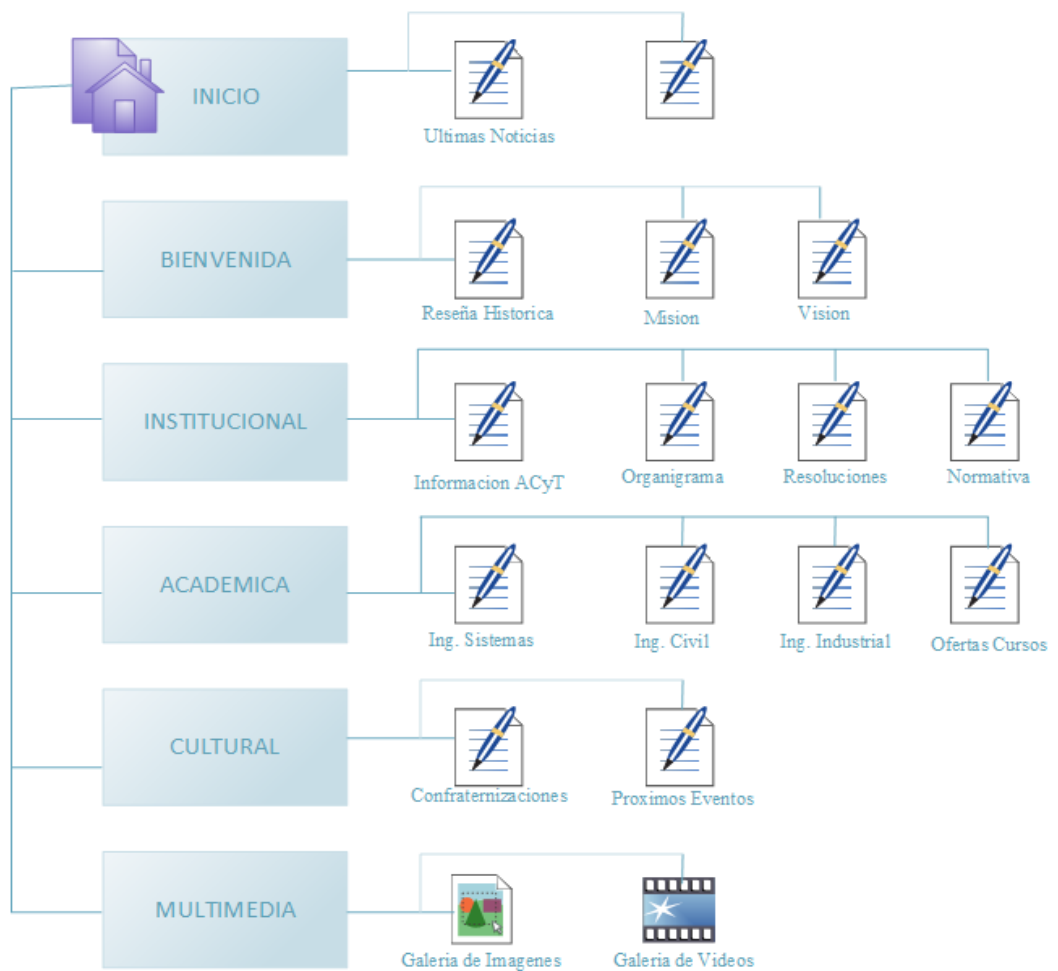 INICIO
Ultimas Noticias
BIENVENIDA
Reseña Historica
Mision
Vision
INSTITUCIONAL
Informacion ACyT
Organigrama
Resoluciones
Normativa
ACADEMICA
Ing. Sistemas
Ing. Civil
Ing. Industrial
Ofertas Cursos
CULTURAL
Confraternizaciones
Proximos Eventos
MULTIMEDIA
Galeria de Imagenes
Galeria de Videos